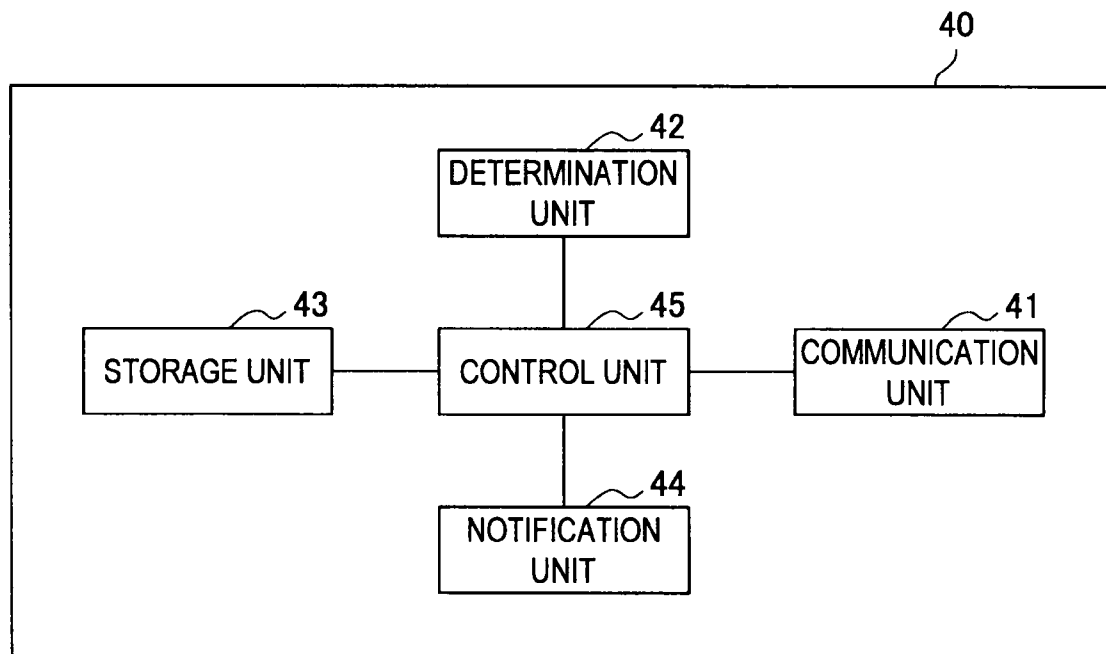 40
42
DETERMINATION
UNIT
43
STORAGE UNIT
45
CONTROL UNIT
41
COMMUNICATION
UNIT
44
NOTIFICATION
UNIT